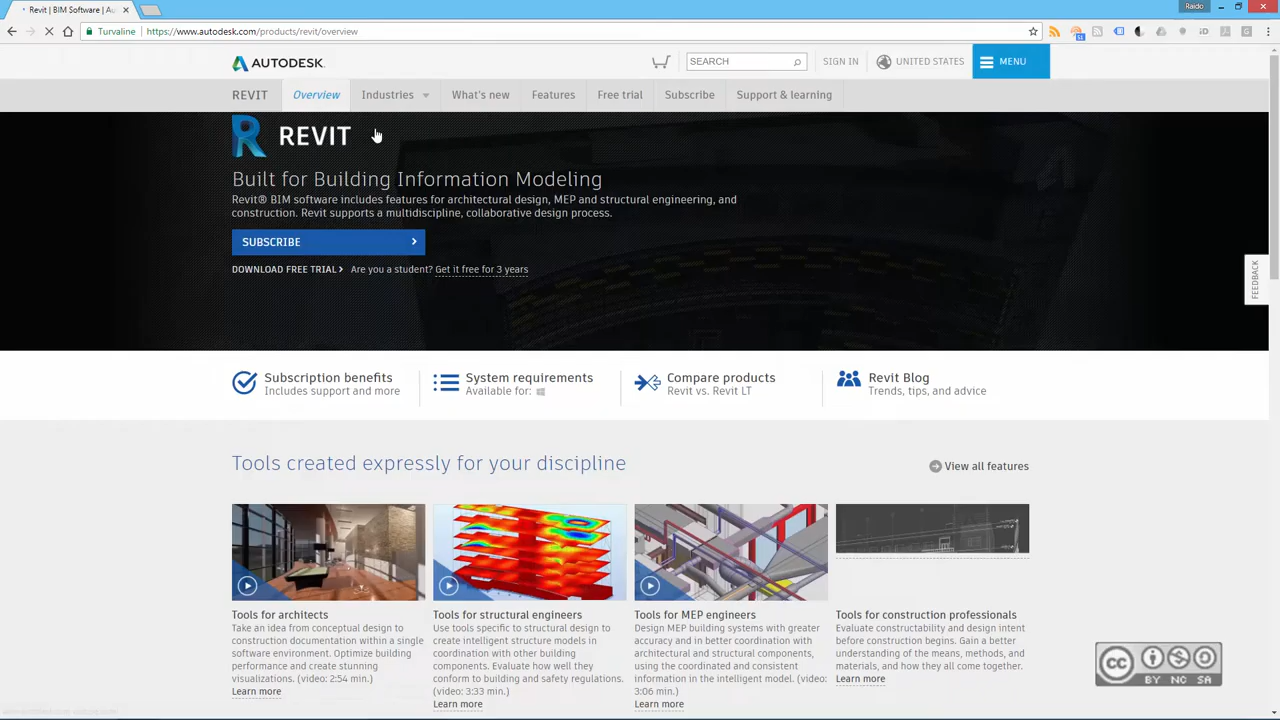 Revit | BIM Software | Au
Raido
Turvaline
https://www.autodesk.com/products/revit/overview
AUTODESK.
SEARCH
SIGN IN
UNITED STATES
MENU
REVIT
Overview
Industries
What's new
Features
Free trial
Subscribe
Support & learning
REVIT
Built for Building Information Modeling
Revit® BIM software includes features for architectural design, MEP and structural engineering, and
construction. Revit supports a multidiscipline, collaborative design process.
SUBSCRIBE
DOWNLOAD FREE TRIAL
Are you a student? Get it free for 3 years
FEEDBACK
Subscription benefits
Includes support and more
System requirements
Available for:
Compare products
Revit vs. Revit LT
Revit Blog
Trends, tips, and advice
Tools created expressly for your discipline
View all features
Tools for architects
Take an idea from conceptual design to
construction documentation within a single
software environment. Optimize building
performance and create stunning
visualizations. (video: 2:54 min.)
Learn more
Tools for structural engineers
Use tools specific to structural design to
create intelligent structure models in
coordination with other building
components. Evaluate how well they
conform to building and safety regulations.
(video: 3:33 min.)
Learn more
Tools for MEP engineers
Design MEP building systems with greater
accuracy and in better coordination with
architectural and structural components,
using the coordinated and consistent
information in the intelligent model. (video:
3:06 min.)
Learn more
Tools for construction professionals
Evaluate constructability and design intent
before construction begins. Gain a better
understanding of the means, methods, and
materials, and how they all come together.
Learn more
cc
BY NC SA